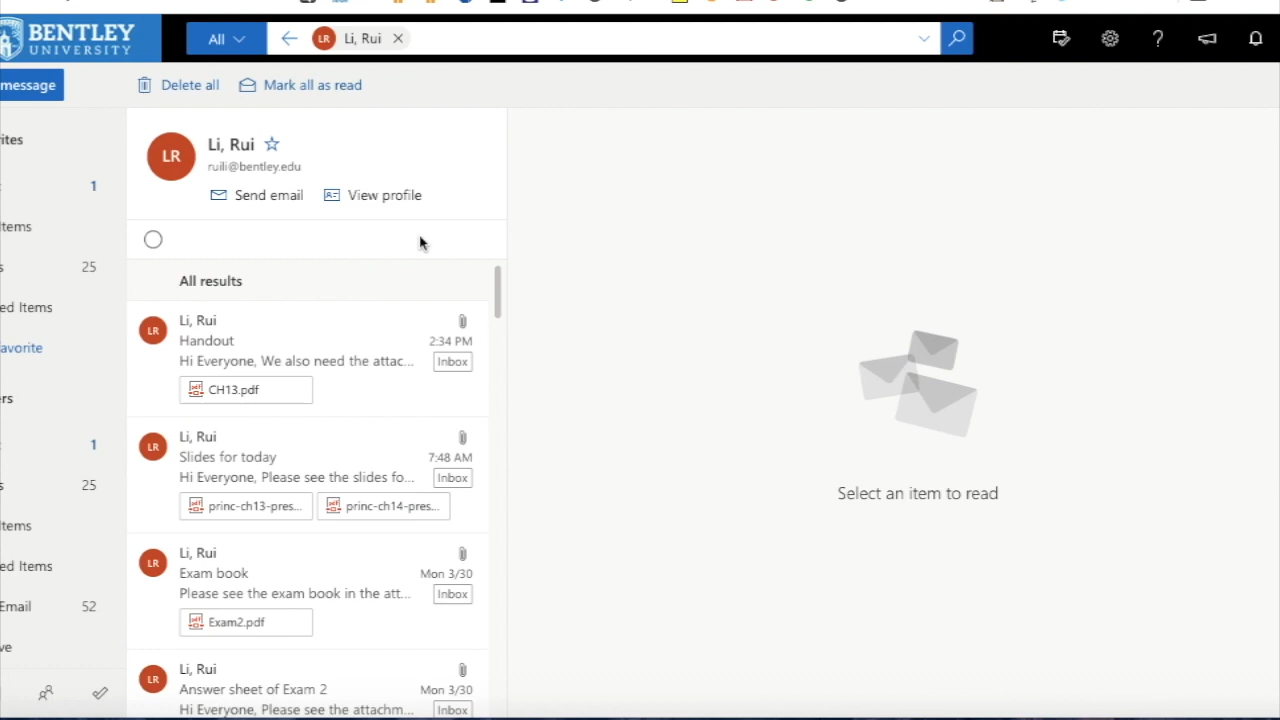 BENTLEY
UNIVERSITY
All
LR Li, Rui
message
Delete all
Mark all as read
ites
1
Items
s 25
ed Items
avorite
ers
1
s 25
Items
ed Items
Email 52
ve
LR
Li, Rui
ruili@bentley.edu
Send email
View profile
All results
LR
Li, Rui
Handout 2:34 PM
Hi Everyone, We also need the attac... Inbox
CH13.pdf
LR
Li, Rui
Slides for today 7:48 AM
Hi Everyone, Please see the slides fo... Inbox
princ-ch13-pres... princ-ch14-pres...
LR
Li, Rui
Exam book Mon 3/30
Please see the exam book in the att... Inbox
Exam2.pdf
LR
Li, Rui
Answer sheet of Exam 2 Mon 3/30
Hi Everyone, Please see the attachm... Inbox
Select an item to read